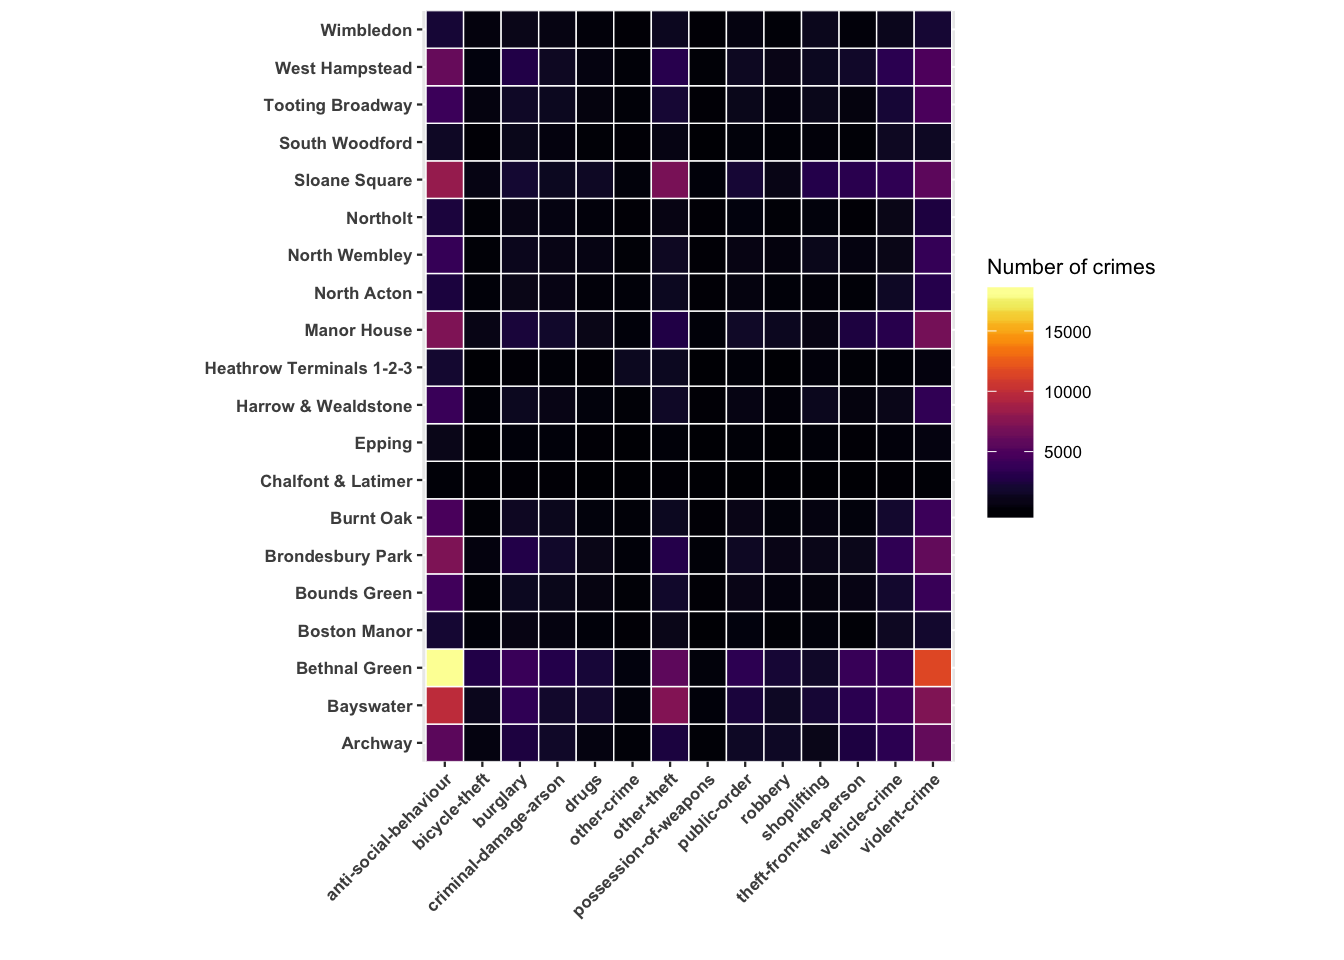 Wimbledon
West Hampstead
Tooting Broadway
South Woodford
Sloane Square
Northolt
North Wembley
North Acton
Manor House
Heathrow Terminals 1-2-3
Harrow & Wealdstone
Epping
Chalfont & Latimer
Burnt Oak
Brondesbury Park
Bounds Green
Boston Manor
Bethnal Green
Bayswater
Archway
anti-social-behaviour
bicycle-theft
burglary
criminal-damage-arson
drugs
other-crime
other-theft
possession-of-weapons
public-order
robbery
shoplifting
theft-from-the-person
vehicle-crime
violent-crime
Number of crimes
15000
10000
5000